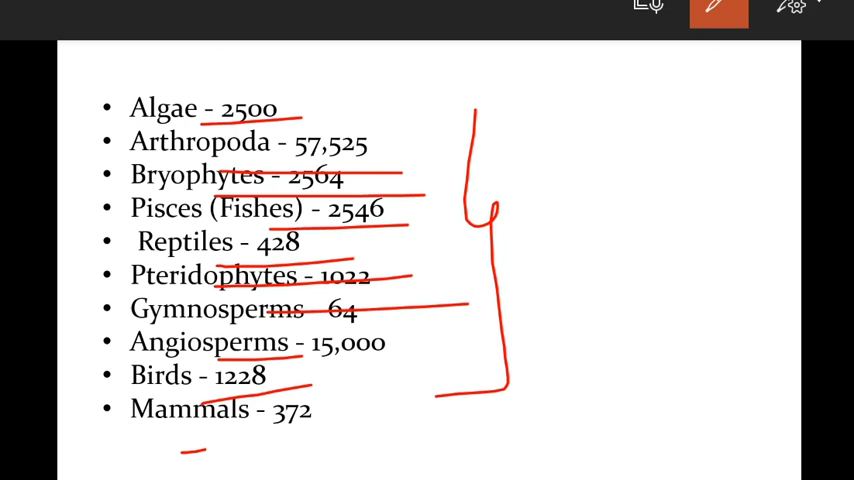 • Algae - 2500
• Arthropoda - 57,525
• Bryophytes - 2564
• Pisces (Fishes) - 2546
• Reptiles - 428
• Pteridophytes - 1022
• Gymnosperms - 64
• Angiosperms - 15,000
• Birds - 1228
• Mammals - 372